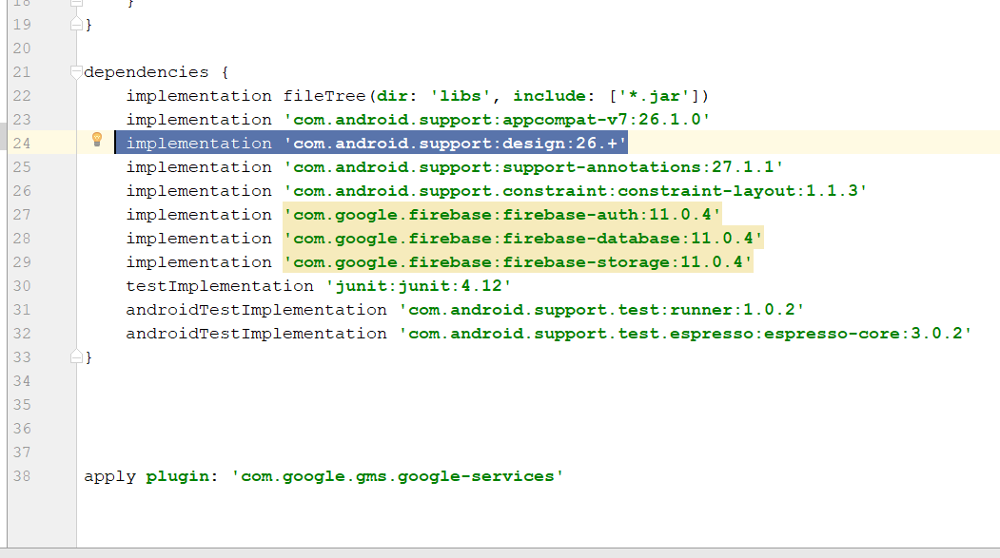 18 }
19 }
20
21 dependencies {
22 implementation fileTree(dir: 'libs', include: ['*.jar'])
23 implementation 'com.android.support:appcompat-v7:26.1.0'
24 implementation 'com.android.support:design:26.+'
25 implementation 'com.android.support:support-annotations:27.1.1'
26 implementation 'com.android.support.constraint:constraint-layout:1.1.3'
27 implementation 'com.google.firebase:firebase-auth:11.0.4'
28 implementation 'com.google.firebase:firebase-database:11.0.4'
29 implementation 'com.google.firebase:firebase-storage:11.0.4'
30 testImplementation 'junit:junit:4.12'
31 androidTestImplementation 'com.android.support.test:runner:1.0.2'
32 androidTestImplementation 'com.android.support.test.espresso:espresso-core:3.0.2'
33 }
34
35
36
37
38 apply plugin: 'com.google.gms.google-services'